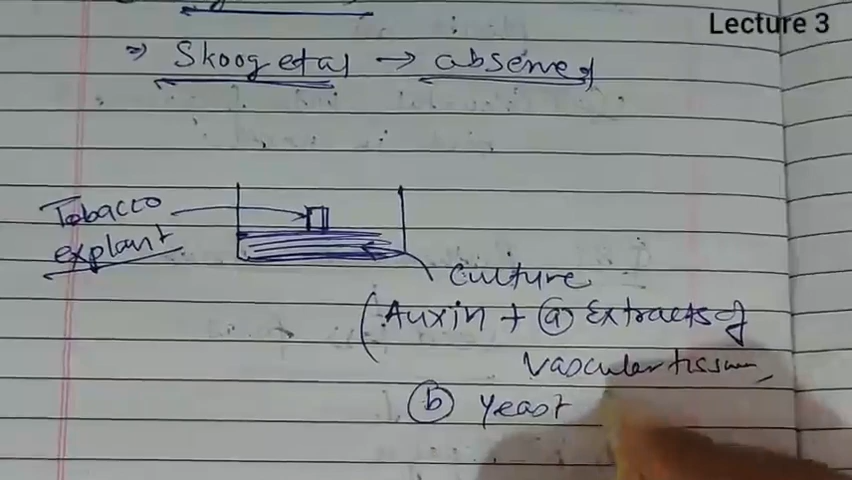 Lecture 3
⇒ Skoog et al → observed
Tobacco
explant
Culture
(Auxin + (a) Extracts of
Vascular tissue,
(b) Yeast